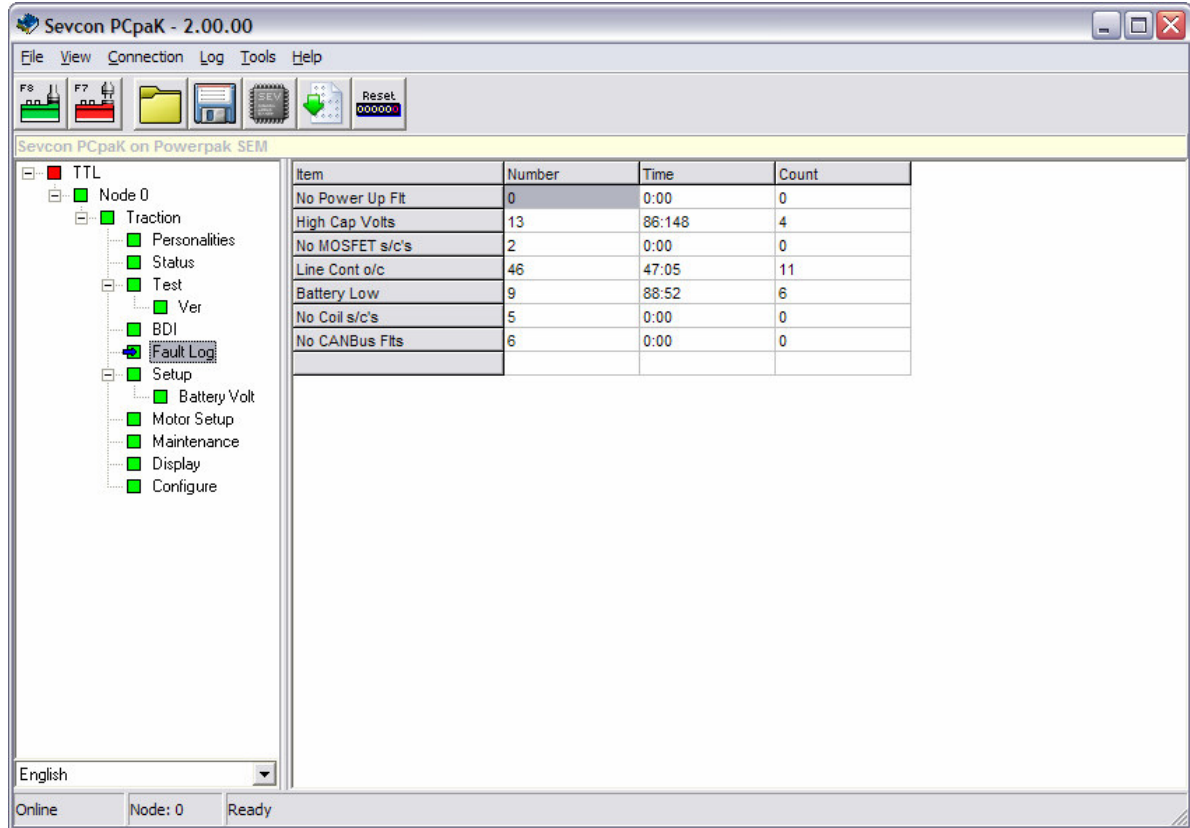 Sevcon PCpaK - 2.00.00
File View Connection Log Tools Help
F8 F7 SEV Reset
000000
Sevcon PCpaK on Powerpak SEM
TTL
Node 0
Traction
Personalities
Status
Test
Ver
BDI
Fault Log
Setup
Battery Volt
Motor Setup
Maintenance
Display
Configure
Item Number Time Count
No Power Up Flt 0 0:00 0
High Cap Volts 13 86:148 4
No MOSFET s/c's 2 0:00 0
Line Cont o/c 46 47:05 11
Battery Low 9 88:52 6
No Coil s/c's 5 0:00 0
No CANBus Flts 6 0:00 0
English
Online Node: 0 Ready